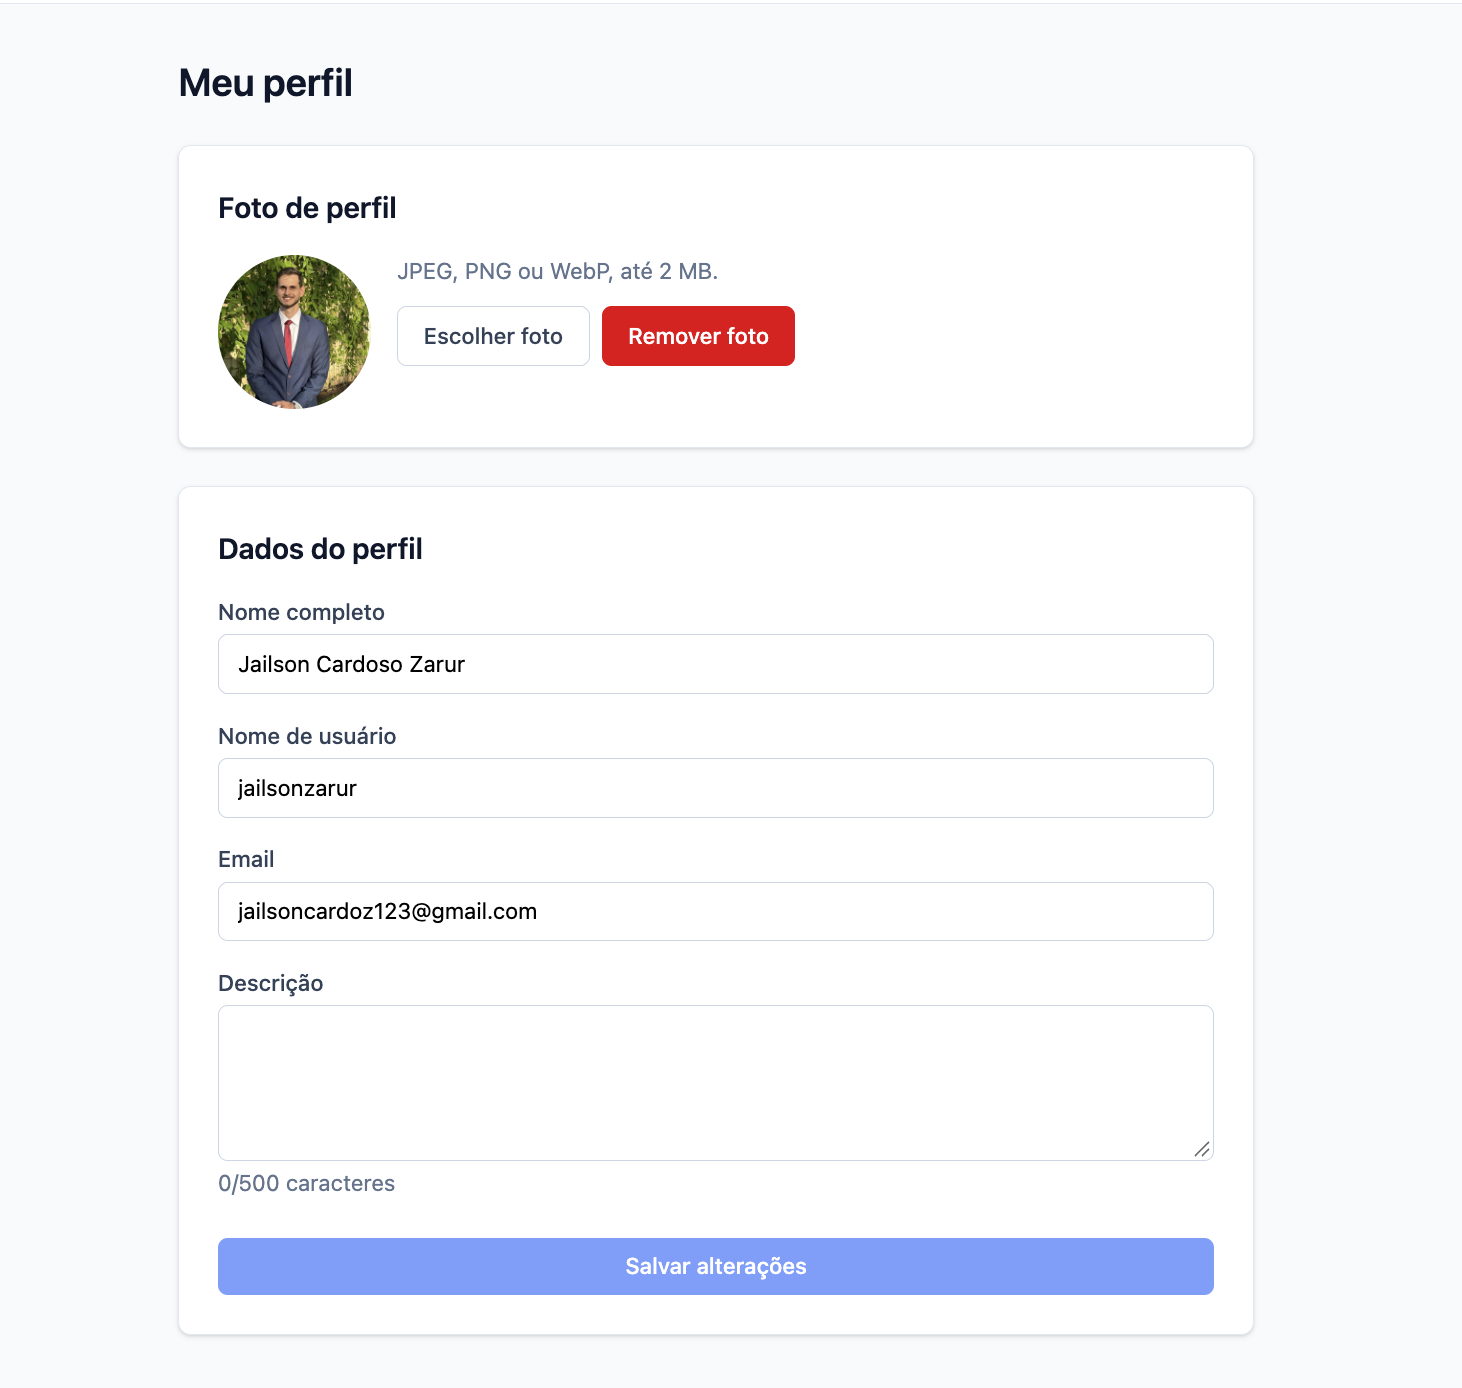 Meu perfil
Foto de perfil
JPEG, PNG ou WebP, até 2 MB.
Escolher foto
Remover foto
Dados do perfil
Nome completo
Jailson Cardoso Zarur
Nome de usuário
jailsonzarur
Email
jailsoncardoz123@gmail.com
Descrição
0/500 caracteres
Salvar alterações